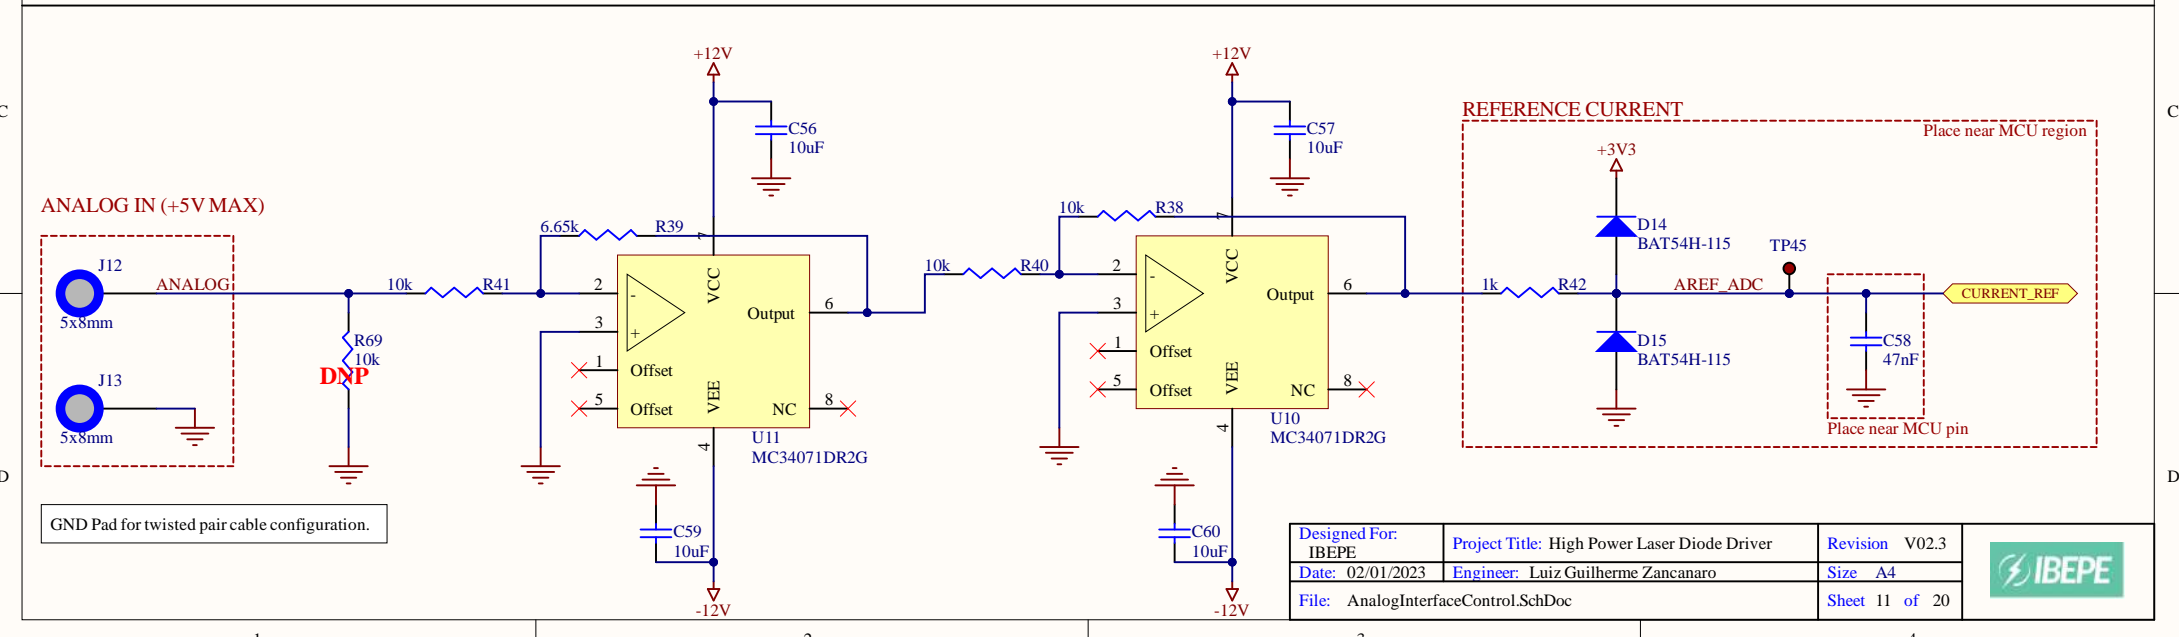 +12V
+12V
C56
10uF
C57
10uF
REFERENCE CURRENT
Place near MCU region
+3V3
C
C
ANALOG IN (+5V MAX)
6.65k
R39
7
10k
R38
7
D14
BAT54H-115
TP45
J12
ANALOG
5x8mm
10k
R41
2
-
VCC
3
+
Output
6
10k
R40
2
-
VCC
3
+
Output
6
1k
R42
AREF_ADC
CURRENT_REF
R69
10k
DNP
1
Offset
5
Offset
VEE
NC
8
4
U11
MC34071DR2G
1
Offset
5
Offset
VEE
NC
8
4
U10
MC34071DR2G
D15
BAT54H-115
C58
47nF
Place near MCU pin
J13
5x8mm
D
D
GND Pad for twisted pair cable configuration.
C59
10uF
-12V
C60
10uF
-12V
Designed For:
IBEPE
Project Title: High Power Laser Diode Driver
Revision V02.3
Date: 02/01/2023
Engineer: Luiz Guilherme Zancanaro
Size A4
File: AnalogInterfaceControl.SchDoc
Sheet 11 of 20
IBEPE